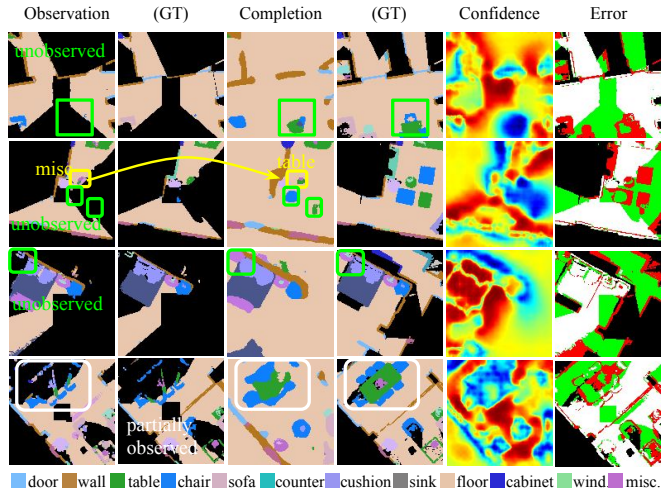 Observation (GT) Completion (GT) Confidence Error
unobserved
misc table
unobserved
unobserved
partially
observed
door wall table chair sofa counter cushion sink floor cabinet wind misc.